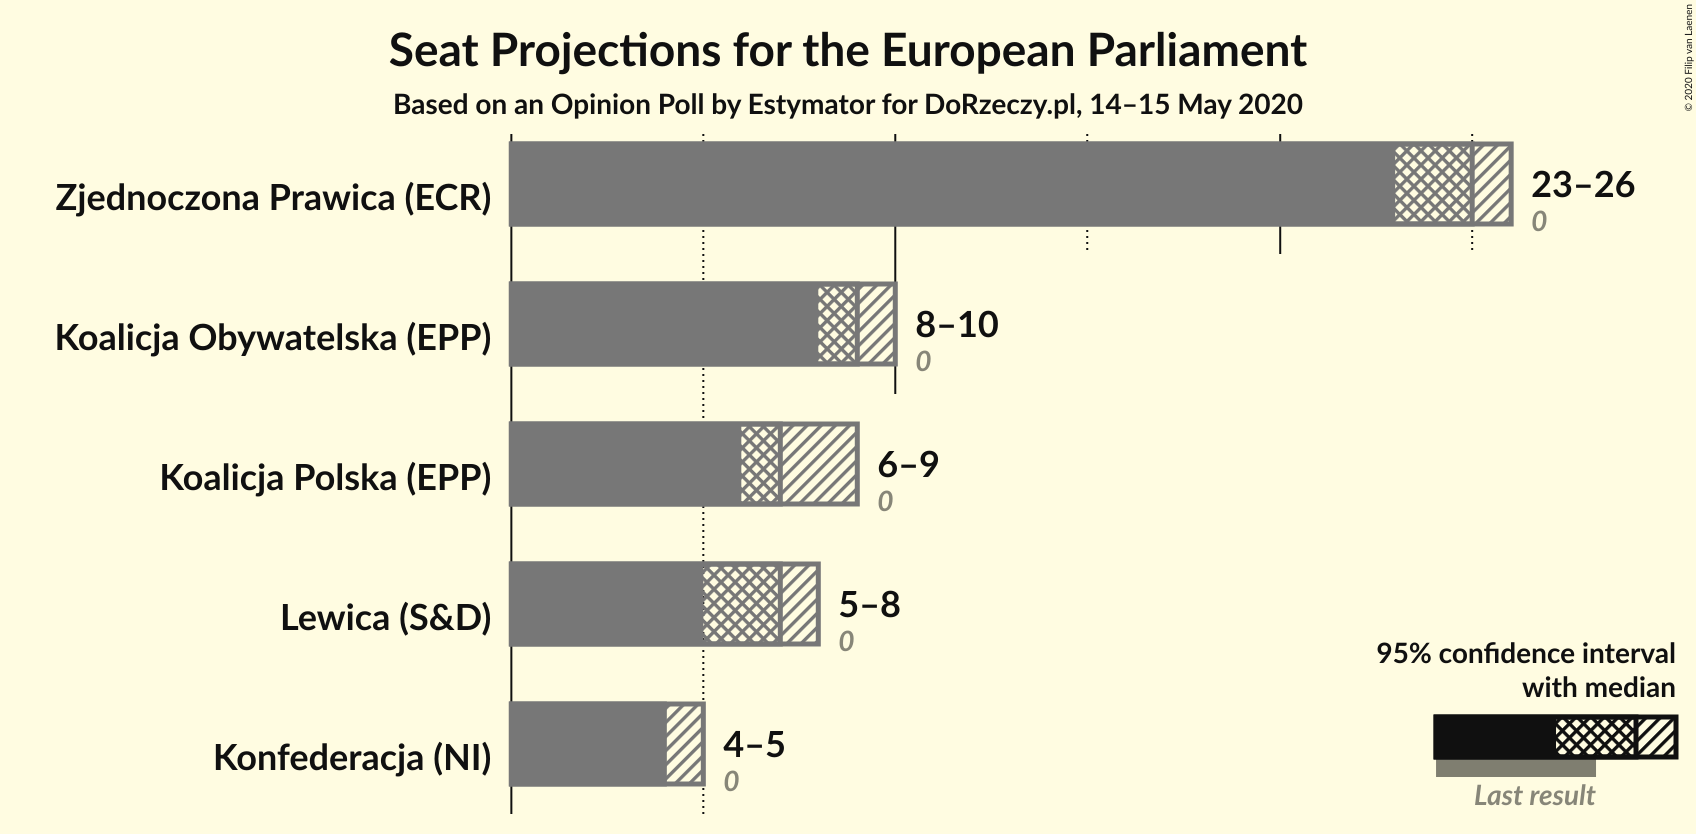 Seat Projections for the European Parliament
Based on an Opinion Poll by Estymator for DoRzeczy.pl, 14–15 May 2020
© 2020 Filip van Laenen
Zjednoczona Prawica (ECR)
23–26
0
Koalicja Obywatelska (EPP)
8–10
0
Koalicja Polska (EPP)
6–9
0
Lewica (S&D)
5–8
0
Konfederacja (NI)
4–5
0
95% confidence interval
with median
Last result